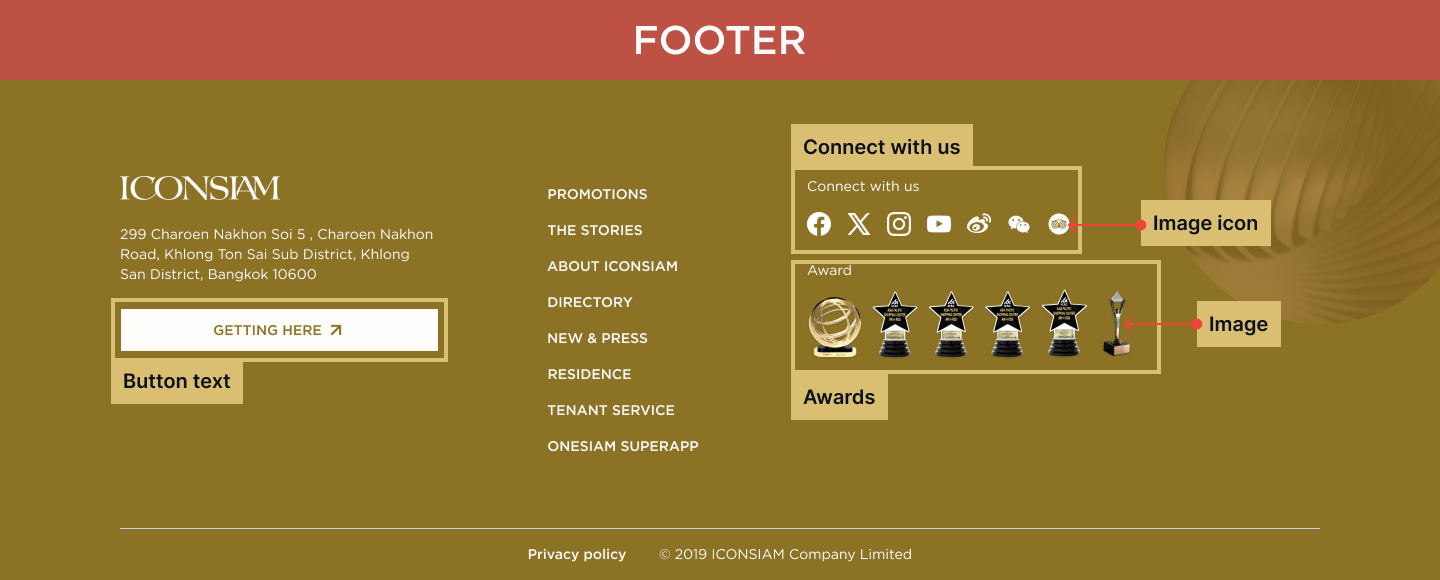 FOOTER
ICONSIAM
299 Charoen Nakhon Soi 5 , Charoen Nakhon
Road, Khlong Ton Sai Sub District, Khlong
San District, Bangkok 10600
GETTING HERE
Button text
PROMOTIONS
THE STORIES
ABOUT ICONSIAM
DIRECTORY
NEW & PRESS
RESIDENCE
TENANT SERVICE
ONESIAM SUPERAPP
Connect with us
Connect with us
Image icon
Award
Image
Awards
Privacy policy
© 2019 ICONSIAM Company Limited